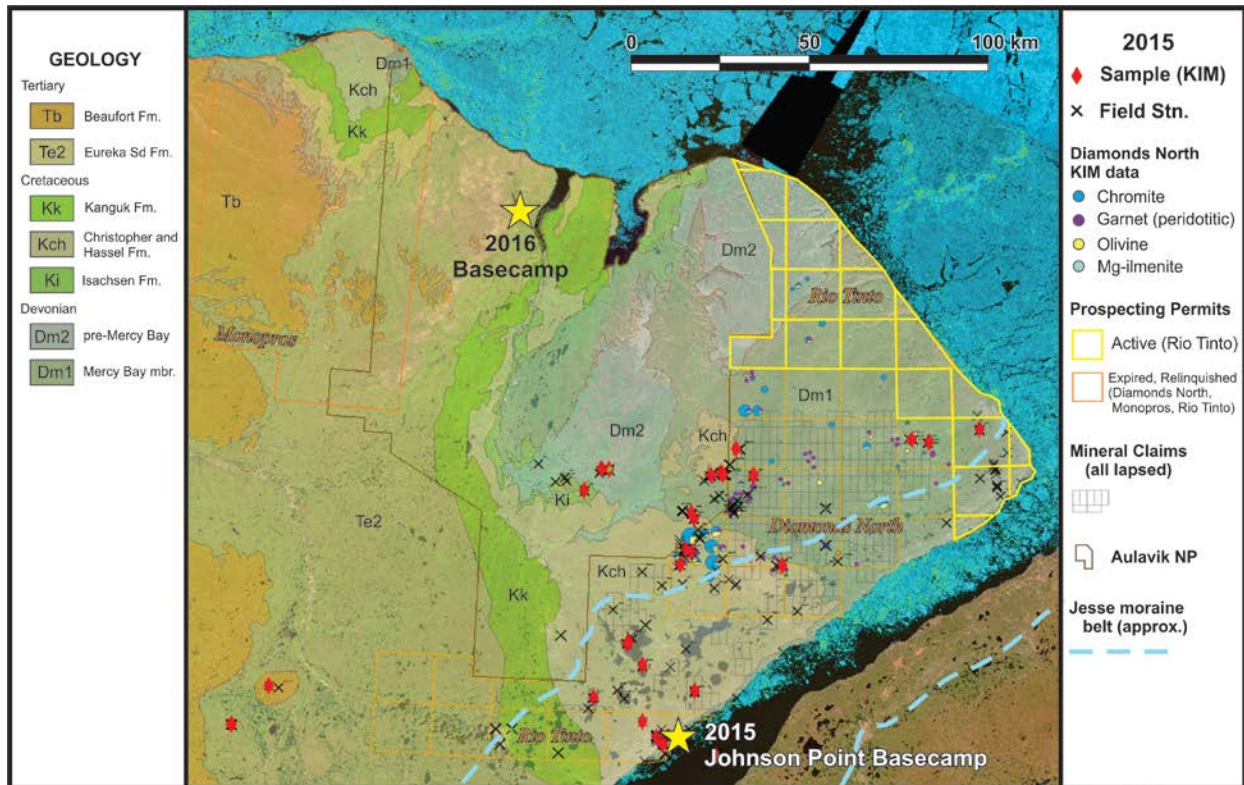 GEOLOGY
Tertiary
Tb Beaufort Fm.
Te2 Eureka Sd Fm.
Cretaceous
Kk Kanguk Fm.
Kch Christopher and
Hassel Fm.
Ki Isachsen Fm.
Devonian
Dm2 pre-Mercy Bay
Dm1 Mercy Bay mbr.
0 50 100 km
Dm1
Kch
Kk
Tb
2016
Basecamp
Dm2
Rio Tinto
Monopros
Dm1
Dm2
Kch
Ki
Te2
Diamonds North
Kch
Kk
Rio Tinto
2015
Johnson Point Basecamp
2015
Sample (KIM)
Field Stn.
Diamonds North
KIM data
Chromite
Garnet (peridotitic)
Olivine
Mg-ilmenite
Prospecting Permits
Active (Rio Tinto)
Expired, Relinquished
(Diamonds North,
Monopros, Rio Tinto)
Mineral Claims
(all lapsed)
Aulavik NP
Jesse moraine
belt (approx.)